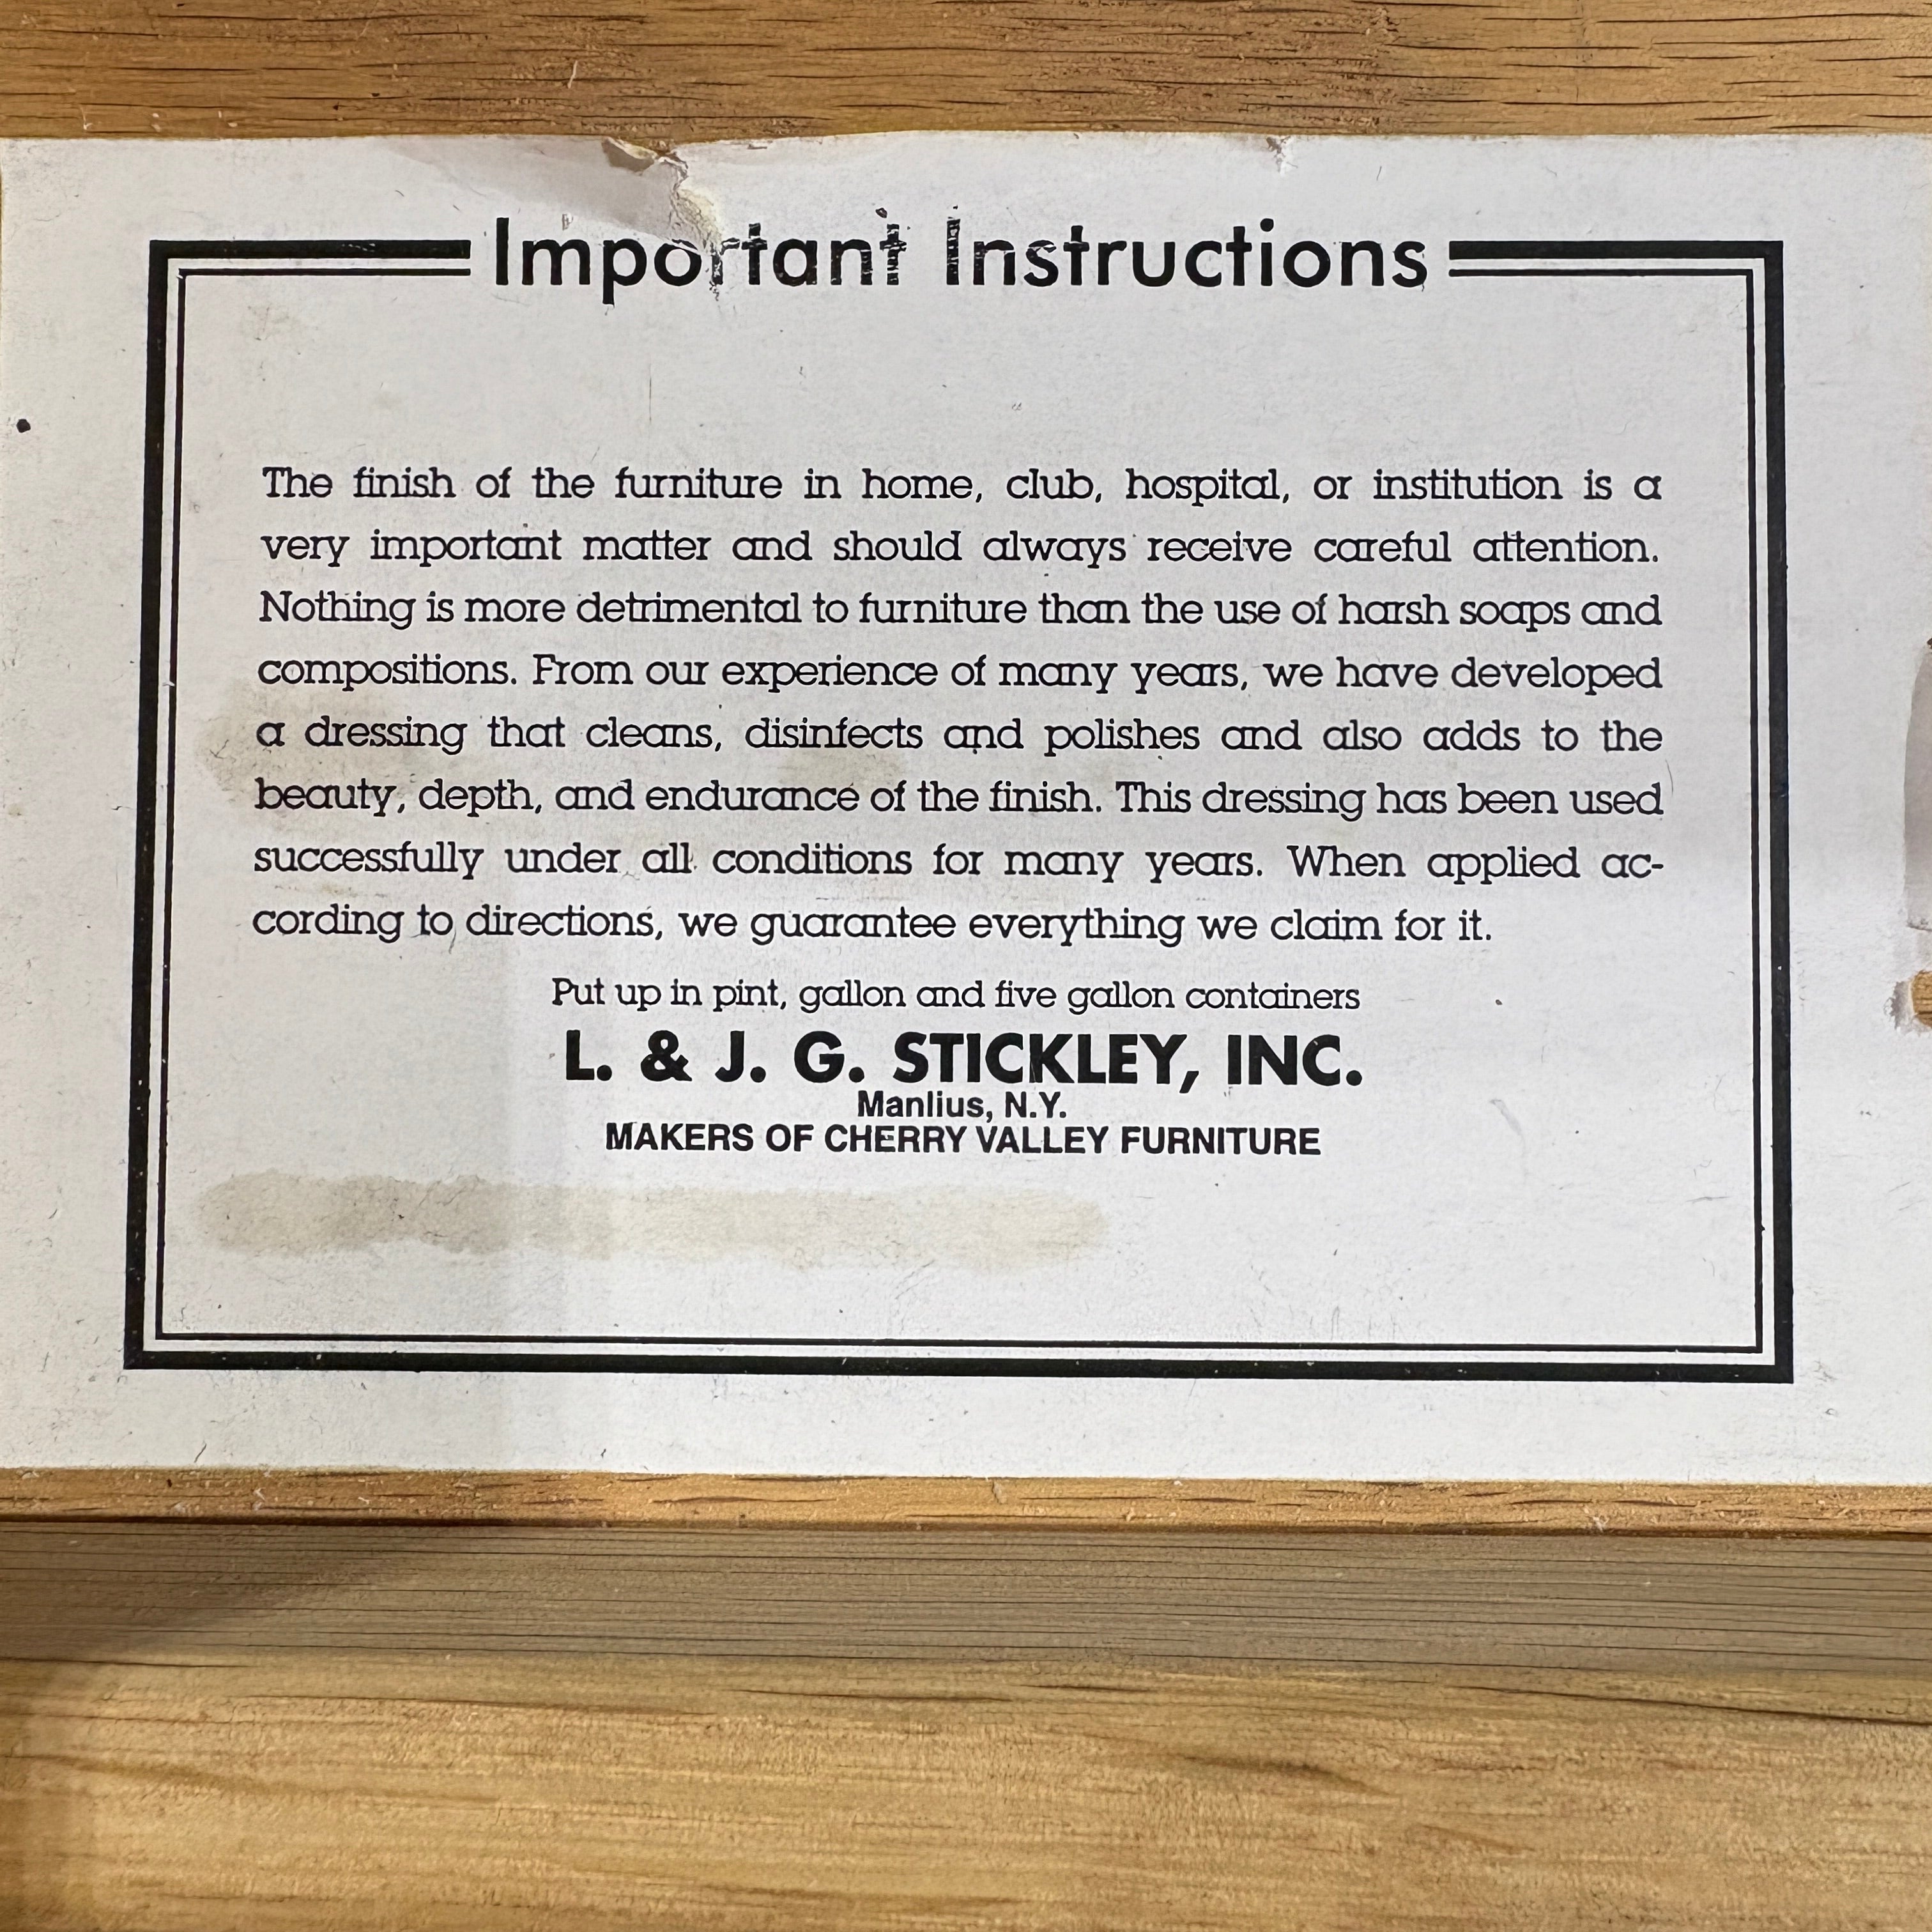 Important Instructions
The finish of the furniture in home, club, hospital, or institution is a
very important matter and should always receive careful attention.
Nothing is more detrimental to furniture than the use of harsh soaps and
compositions. From our experience of many years, we have developed
a dressing that cleans, disinfects and polishes and also adds to the
beauty, depth, and endurance of the finish. This dressing has been used
successfully under all conditions for many years. When applied ac-
cording to directions, we guarantee everything we claim for it.
Put up in pint, gallon and five gallon containers
L. & J. G. STICKLEY, INC.
Manlius, N.Y.
MAKERS OF CHERRY VALLEY FURNITURE